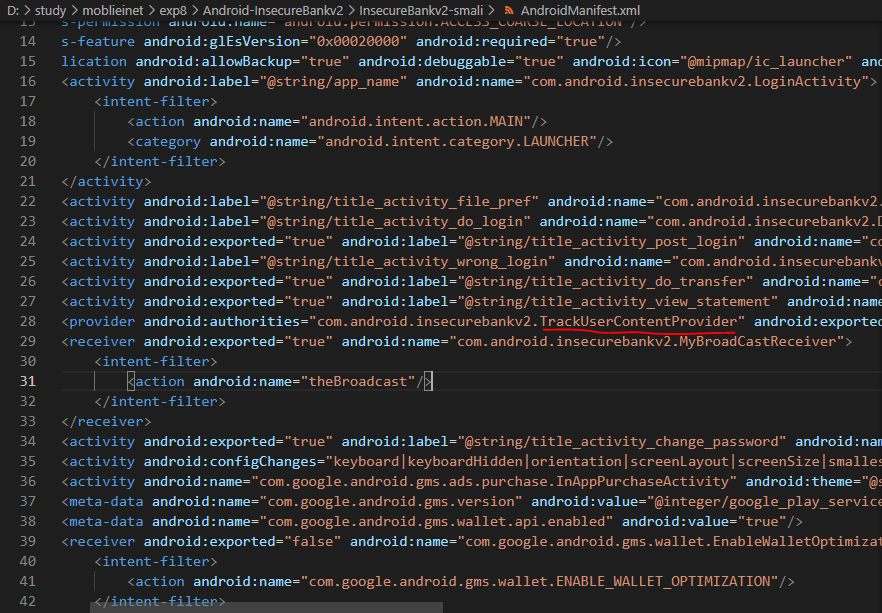 D: > study > moblieinet > exp8 > Android-InsecureBankv2 > InsecureBankv2-smali > AndroidManifest.xml
13 s-permission android:name="android.permission.ACCESS_COARSE_LOCATION"/>
14 s-feature android:glEsVersion="0x00020000" android:required="true"/>
15 lication android:allowBackup="true" android:debuggable="true" android:icon="@mipmap/ic_launcher" and
16 <activity android:label="@string/app_name" android:name="com.android.insecurebankv2.LoginActivity">
17 <intent-filter>
18 <action android:name="android.intent.action.MAIN"/>
19 <category android:name="android.intent.category.LAUNCHER"/>
20 </intent-filter>
21 </activity>
22 <activity android:label="@string/title_activity_file_pref" android:name="com.android.insecurebankv2.
23 <activity android:label="@string/title_activity_do_login" android:name="com.android.insecurebankv2.D
24 <activity android:exported="true" android:label="@string/title_activity_post_login" android:name="co
25 <activity android:label="@string/title_activity_wrong_login" android:name="com.android.insecurebankv
26 <activity android:exported="true" android:label="@string/title_activity_do_transfer" android:name="c
27 <activity android:exported="true" android:label="@string/title_activity_view_statement" android:name
28 <provider android:authorities="com.android.insecurebankv2.TrackUserContentProvider" android:exported
29 <receiver android:exported="true" android:name="com.android.insecurebankv2.MyBroadCastReceiver">
30 <intent-filter>
31 <action android:name="theBroadcast"/>
32 </intent-filter>
33 </receiver>
34 <activity android:exported="true" android:label="@string/title_activity_change_password" android:nam
35 <activity android:configChanges="keyboard|keyboardHidden|orientation|screenLayout|screenSize|smalles
36 <activity android:name="com.google.android.gms.ads.purchase.InAppPurchaseActivity" android:theme="@s
37 <meta-data android:name="com.google.android.gms.version" android:value="@integer/google_play_service
38 <meta-data android:name="com.google.android.gms.wallet.api.enabled" android:value="true"/>
39 <receiver android:exported="false" android:name="com.google.android.gms.wallet.EnableWalletOptimizat
40 <intent-filter>
41 <action android:name="com.google.android.gms.wallet.ENABLE_WALLET_OPTIMIZATION"/>
42 </intent-filter>